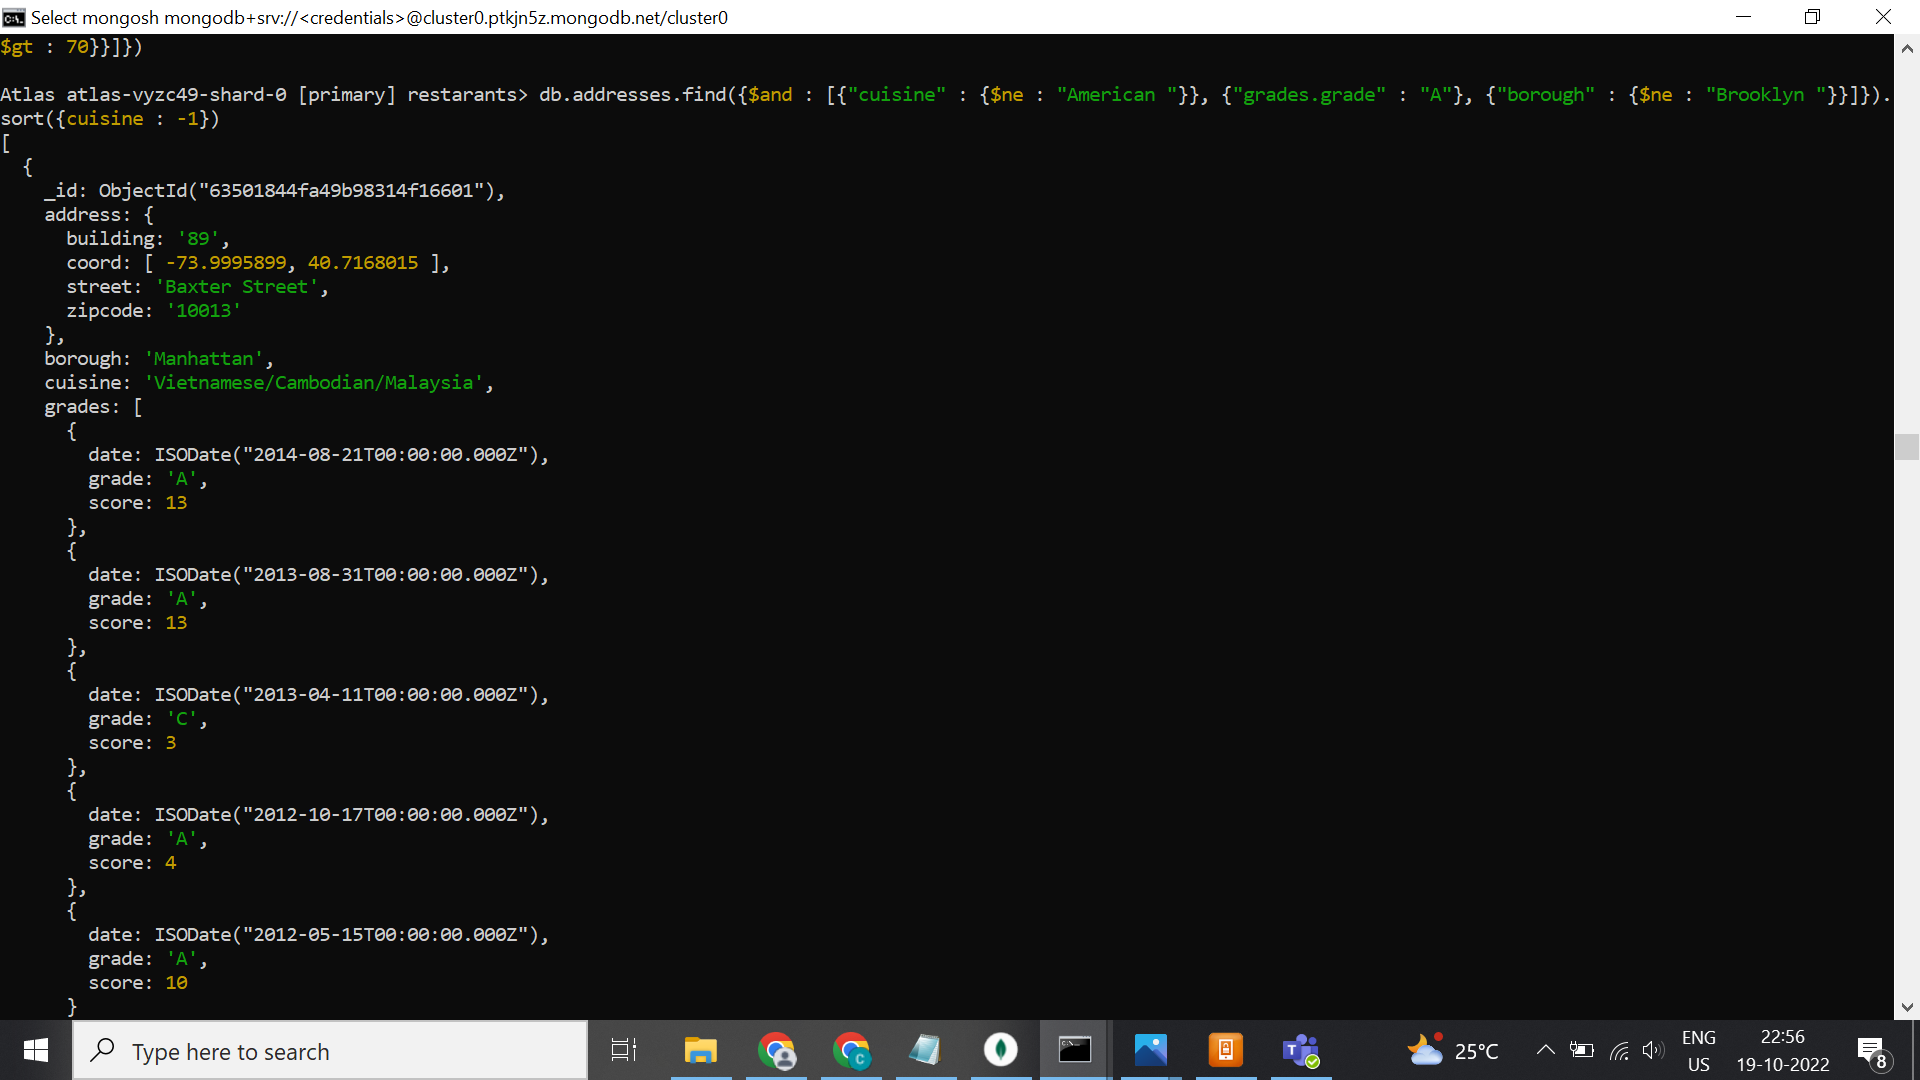 Select mongosh mongodb+srv://<credentials>@cluster0.ptkjn5z.mongodb.net/cluster0
$gt : 70}}]})
Atlas atlas-vyzc49-shard-0 [primary] restarants> db.addresses.find({$and : [{"cuisine" : {$ne : "American "}}, {"grades.grade" : "A"}, {"borough" : {$ne : "Brooklyn "}}]}).
sort({cuisine : -1})
[
  {
    _id: ObjectId("63501844fa49b98314f16601"),
    address: {
      building: '89',
      coord: [ -73.9995899, 40.7168015 ],
      street: 'Baxter Street',
      zipcode: '10013'
    },
    borough: 'Manhattan',
    cuisine: 'Vietnamese/Cambodian/Malaysia',
    grades: [
      {
        date: ISODate("2014-08-21T00:00:00.000Z"),
        grade: 'A',
        score: 13
      },
      {
        date: ISODate("2013-08-31T00:00:00.000Z"),
        grade: 'A',
        score: 13
      },
      {
        date: ISODate("2013-04-11T00:00:00.000Z"),
        grade: 'C',
        score: 3
      },
      {
        date: ISODate("2012-10-17T00:00:00.000Z"),
        grade: 'A',
        score: 4
      },
      {
        date: ISODate("2012-05-15T00:00:00.000Z"),
        grade: 'A',
        score: 10
      }
Type here to search
C
25°C
ENG
US
22:56
19-10-2022
8